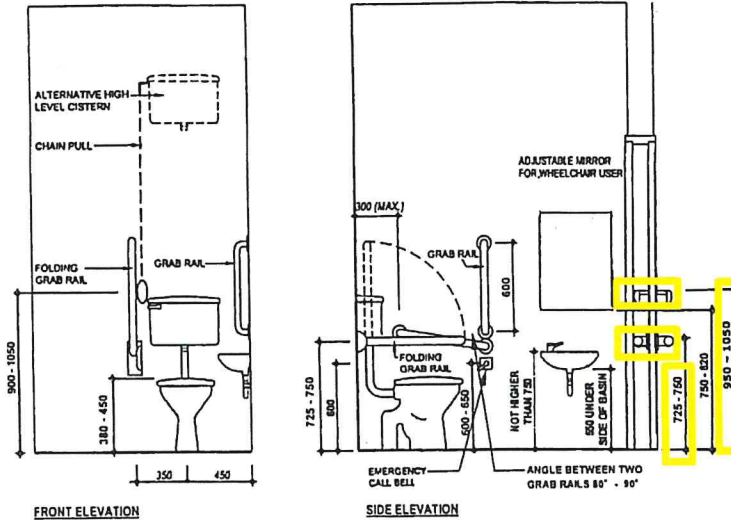 ALTERNATIVE HIGH
LEVEL CISTERN
CHAIN PULL
FOLDING
GRAB RAIL
GRAB RAIL
900 - 1050
380 - 450
350
450
FRONT ELEVATION
ADJUSTABLE MIRROR
FOR WHEELCHAIR USER
300 (MAX.)
GRAB RAIL
600
FOLDING
GRAB RAIL
725 - 750
600
600 - 650
NOT HIGHER
THAN 750
550 UNDER
SIDE OF BASIN
725 - 760
750 - 820
950 - 1050
EMERGENCY
CALL BELL
ANGLE BETWEEN TWO
GRAB RAILS 80° - 90°
SIDE ELEVATION